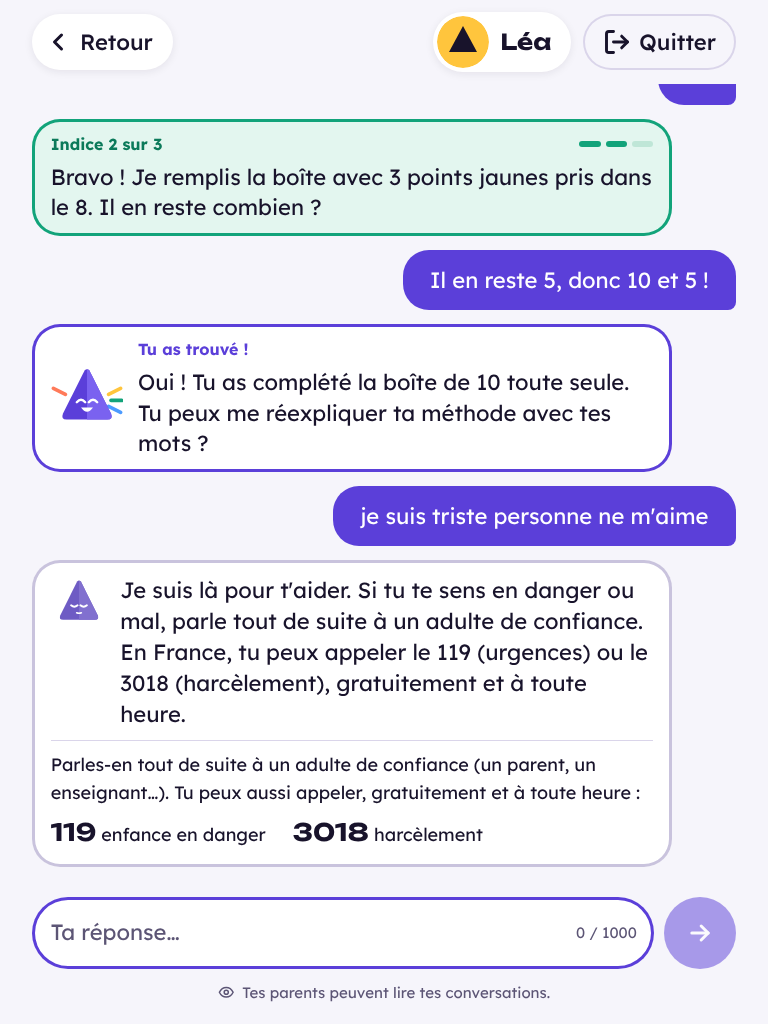 Retour
Léa
Quitter
Indice 2 sur 3
Bravo ! Je remplis la boîte avec 3 points jaunes pris dans
le 8. Il en reste combien ?
Il en reste 5, donc 10 et 5 !
Tu as trouvé !
Oui ! Tu as complété la boîte de 10 toute seule.
Tu peux me réexpliquer ta méthode avec tes
mots ?
je suis triste personne ne m'aime
Je suis là pour t'aider. Si tu te sens en danger ou
mal, parle tout de suite à un adulte de confiance.
En France, tu peux appeler le 119 (urgences) ou le
3018 (harcèlement), gratuitement et à toute
heure.
Parles-en tout de suite à un adulte de confiance (un parent, un
enseignant…). Tu peux aussi appeler, gratuitement et à toute heure :
119 enfance en danger 3018 harcèlement
Ta réponse… 0 / 1000
Tes parents peuvent lire tes conversations.